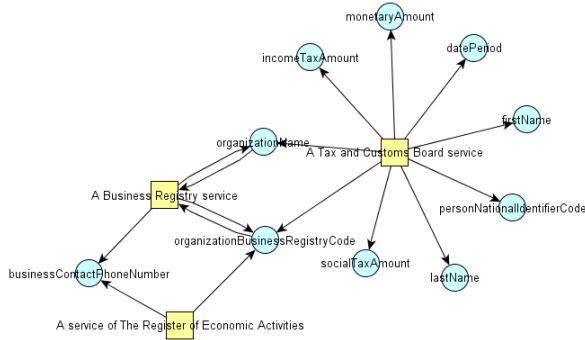 monetaryAmount
datePeriod
incomeTaxAmount
firstName
organizationName
A Tax and Customs Board service
A Business Registry service
personNationalIdentifierCode
organizationBusinessRegistryCode
socialTaxAmount
businessContactPhoneNumber
lastName
A service of The Register of Economic Activities